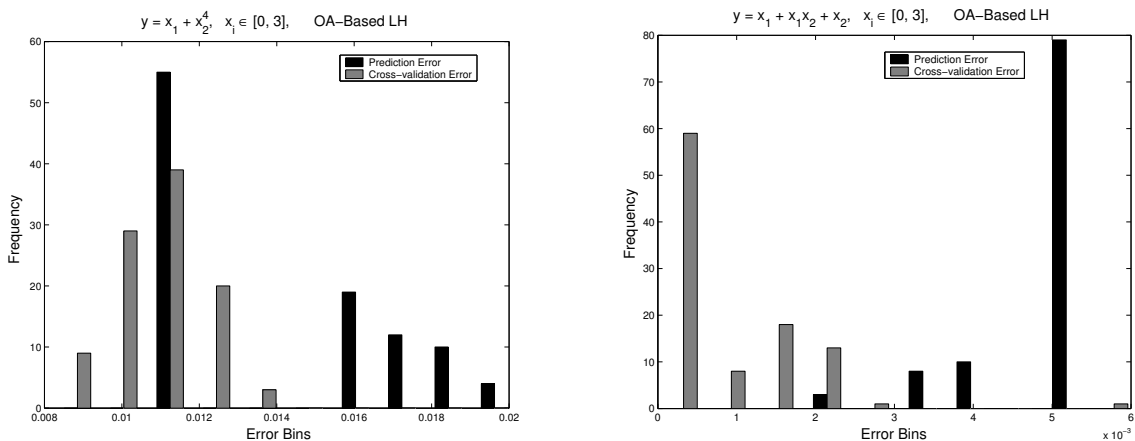 y = x₁ + x₂⁴, xᵢ ∈ [0, 3], OA−Based LH
60
50
40
30
20
10
0
Frequency
Prediction Error
Cross−validation Error
0.008 0.01 0.012 0.014 0.016 0.018 0.02
Error Bins
y = x₁ + x₁x₂ + x₂, xᵢ ∈ [0, 3], OA−Based LH
80
70
60
50
40
30
20
10
0
Frequency
Prediction Error
Cross−validation Error
0 1 2 3 4 5 6
Error Bins
x 10⁻³